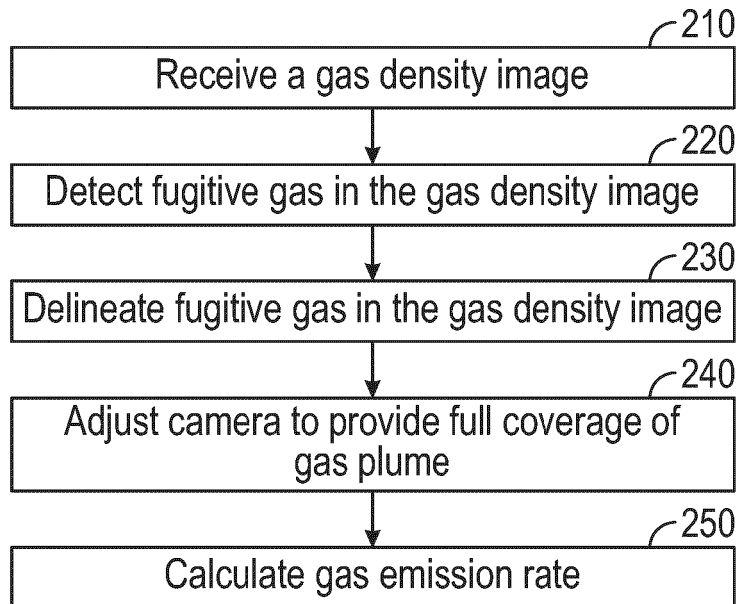 210
Receive a gas density image
220
Detect fugitive gas in the gas density image
230
Delineate fugitive gas in the gas density image
240
Adjust camera to provide full coverage of
gas plume
250
Calculate gas emission rate